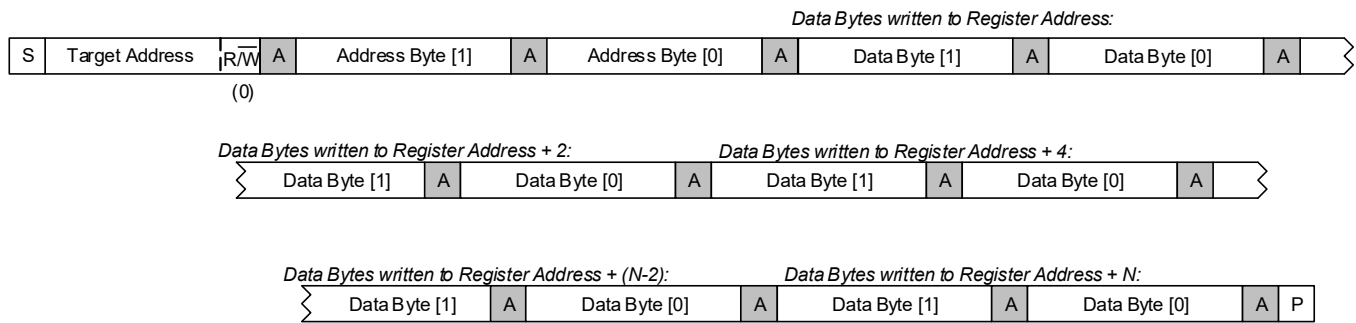 Data Bytes written to Register Address:
S Target Address R/W A Address Byte [1] A Address Byte [0] A Data Byte [1] A Data Byte [0] A
(0)
Data Bytes written to Register Address + 2: Data Bytes written to Register Address + 4:
Data Byte [1] A Data Byte [0] A Data Byte [1] A Data Byte [0] A
Data Bytes written to Register Address + (N-2): Data Bytes written to Register Address + N:
Data Byte [1] A Data Byte [0] A Data Byte [1] A Data Byte [0] A P